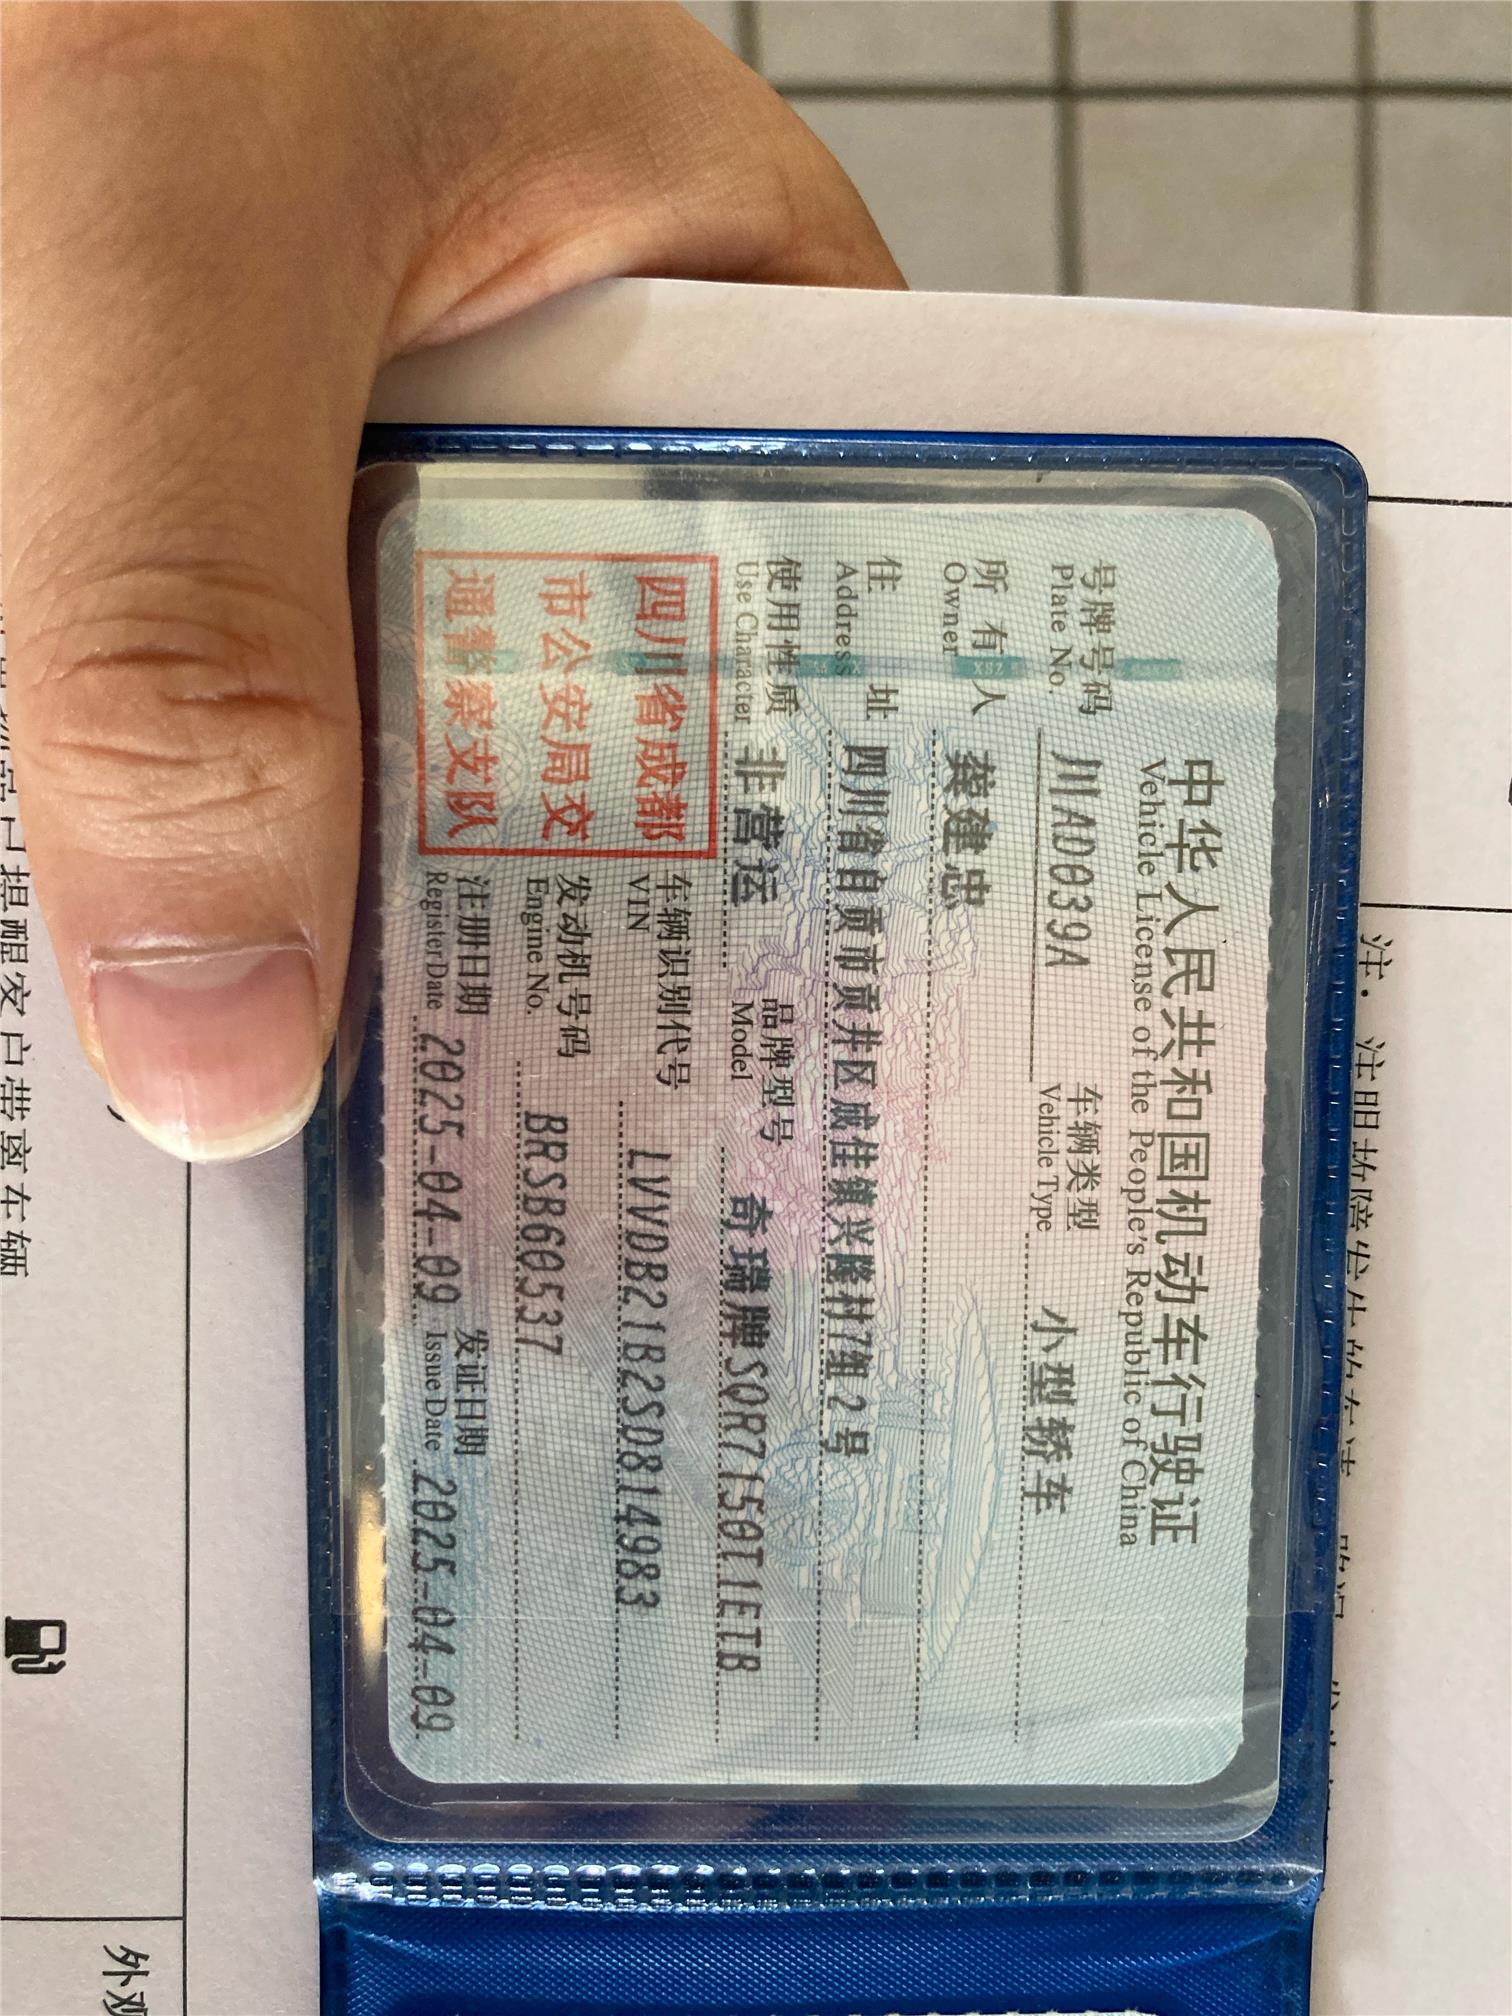 中华人民共和国机动车行驶证
Vehicle License of the People's Republic of China
号牌号码 川AD039A 车辆类型 小型轿车
Plate No. Vehicle Type
所有人 蔡建忠
Owner
住址 四川省自贡市贡井区成佳镇兴隆村7组2号
Address
使用性质 非营运 品牌型号 奇瑞牌SQR7150T1ETB
Use Character Model
四川省成都
市公安局交
通警察支队
车辆识别代号 LVVDB21B2SD814983
VIN
发动机号码 BRSB60537
Engine No.
注册日期 2025-04-09 发证日期 2025-04-09
Register Date Issue Date
外观